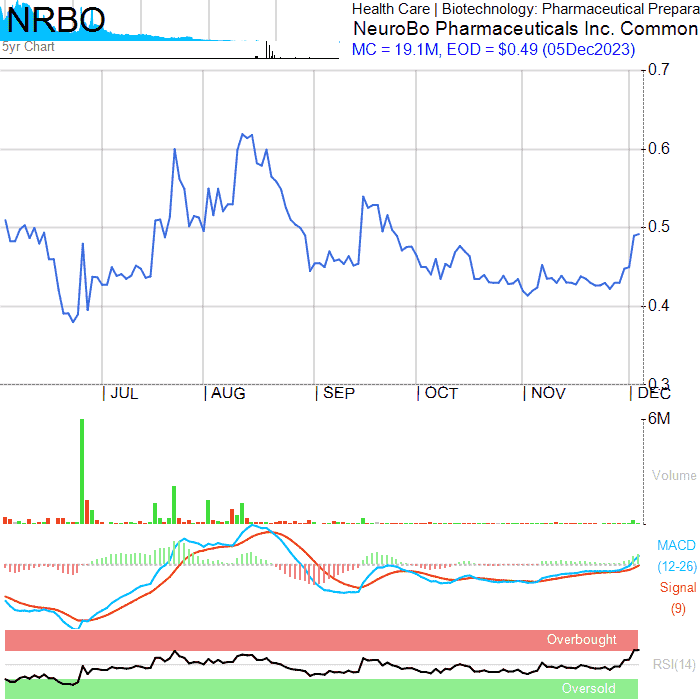 NRBO
5yr Chart
Health Care | Biotechnology: Pharmaceutical Prepara
NeuroBo Pharmaceuticals Inc. Common
MC = 19.1M, EOD = $0.49 (05Dec2023)
0.7
0.6
0.5
0.4
0.3
| JUL | AUG | SEP | OCT | NOV | DEC
6M
Volume
MACD
(12-26)
Signal
(9)
Overbought
RSI(14)
Oversold